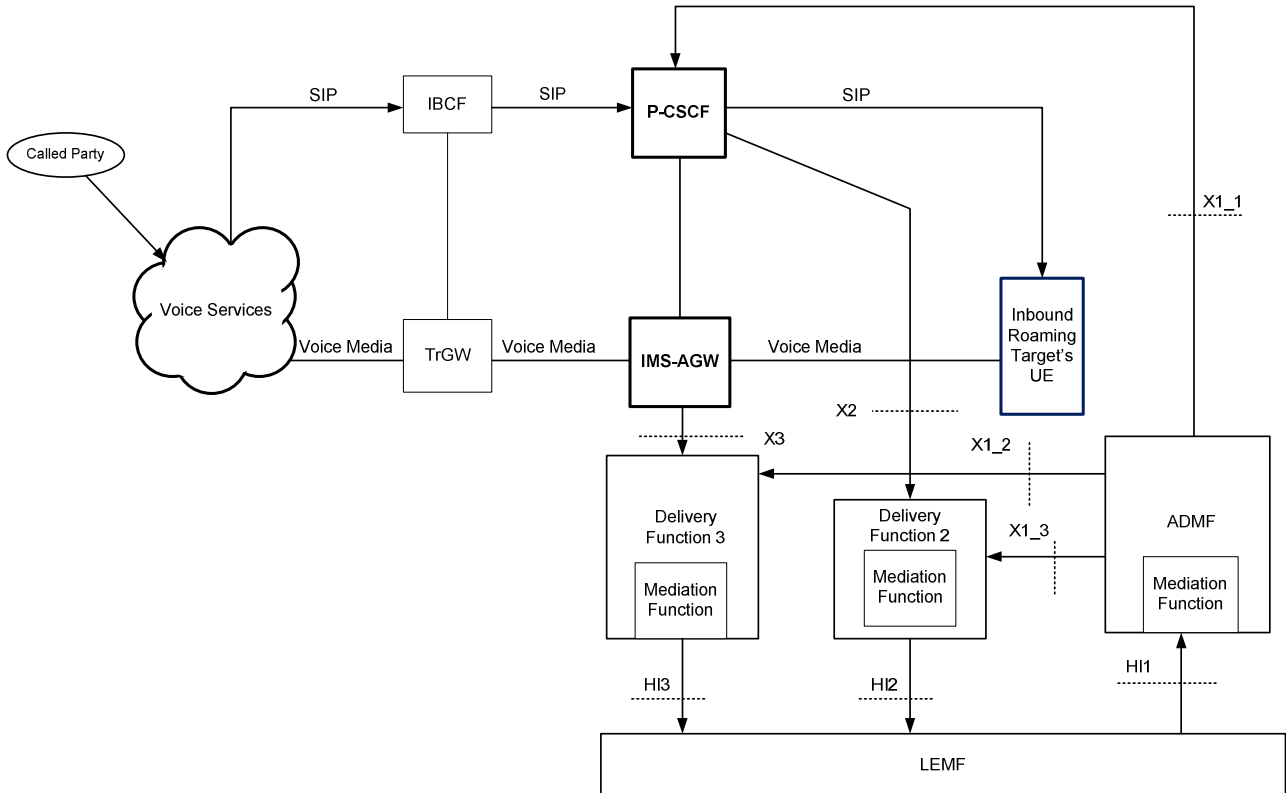 SIP
IBCF
SIP
P-CSCF
SIP
Called Party
X1_1
Voice Services
Voice Media
TrGW
Voice Media
IMS-AGW
Voice Media
Inbound
Roaming
Target's
UE
X2
X3
X1_2
Delivery
Function 3
Mediation
Function
Delivery
Function 2
Mediation
Function
X1_3
ADMF
Mediation
Function
HI3
HI2
HI1
LEMF